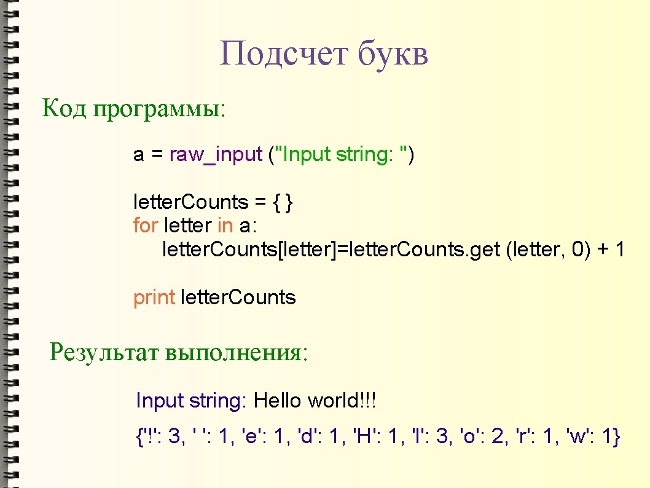 Подсчет букв
Код программы:
a = raw_input ("Input string: ")
letterCounts = { }
for letter in a:
letterCounts[letter]=letterCounts.get (letter, 0) + 1
print letterCounts
Результат выполнения:
Input string: Hello world!!!
{'!': 3, ' ': 1, 'e': 1, 'd': 1, 'H': 1, 'l': 3, 'o': 2, 'r': 1, 'w': 1}